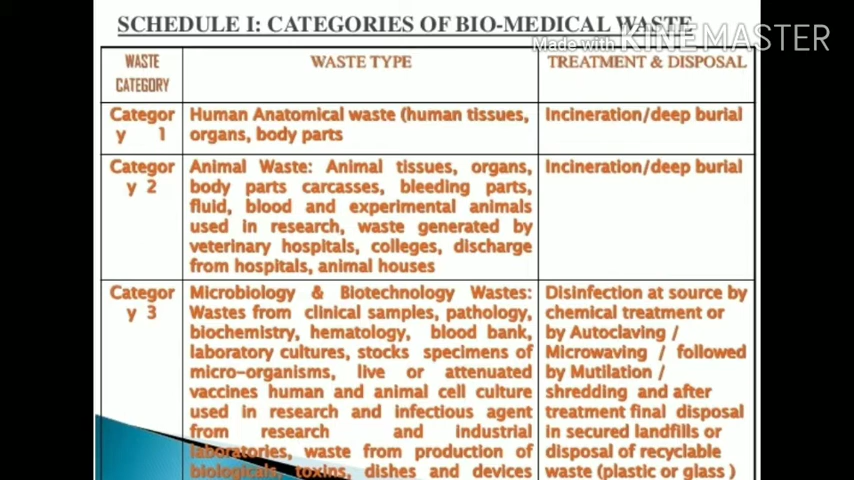 SCHEDULE I: CATEGORIES OF BIO-MEDICAL WASTE
Made with KINEMASTER
WASTE CATEGORY
WASTE TYPE
TREATMENT & DISPOSAL
Categor
y 1
Human Anatomical waste (human tissues,
organs, body parts
Incineration/deep burial
Categor
y 2
Animal Waste: Animal tissues, organs,
body parts carcasses, bleeding parts,
fluid, blood and experimental animals
used in research, waste generated by
veterinary hospitals, colleges, discharge
from hospitals, animal houses
Incineration/deep burial
Categor
y 3
Microbiology & Biotechnology Wastes:
Wastes from clinical samples, pathology,
biochemistry, hematology, blood bank,
laboratory cultures, stocks specimens of
micro-organisms, live or attenuated
vaccines human and animal cell culture
used in research and infectious agent
from research and industrial
laboratories, waste from production of
biologicals, toxins, dishes and devices
Disinfection at source by
chemical treatment or
by Autoclaving /
Microwaving / followed
by Mutilation /
shredding and after
treatment final disposal
in secured landfills or
disposal of recyclable
waste (plastic or glass )